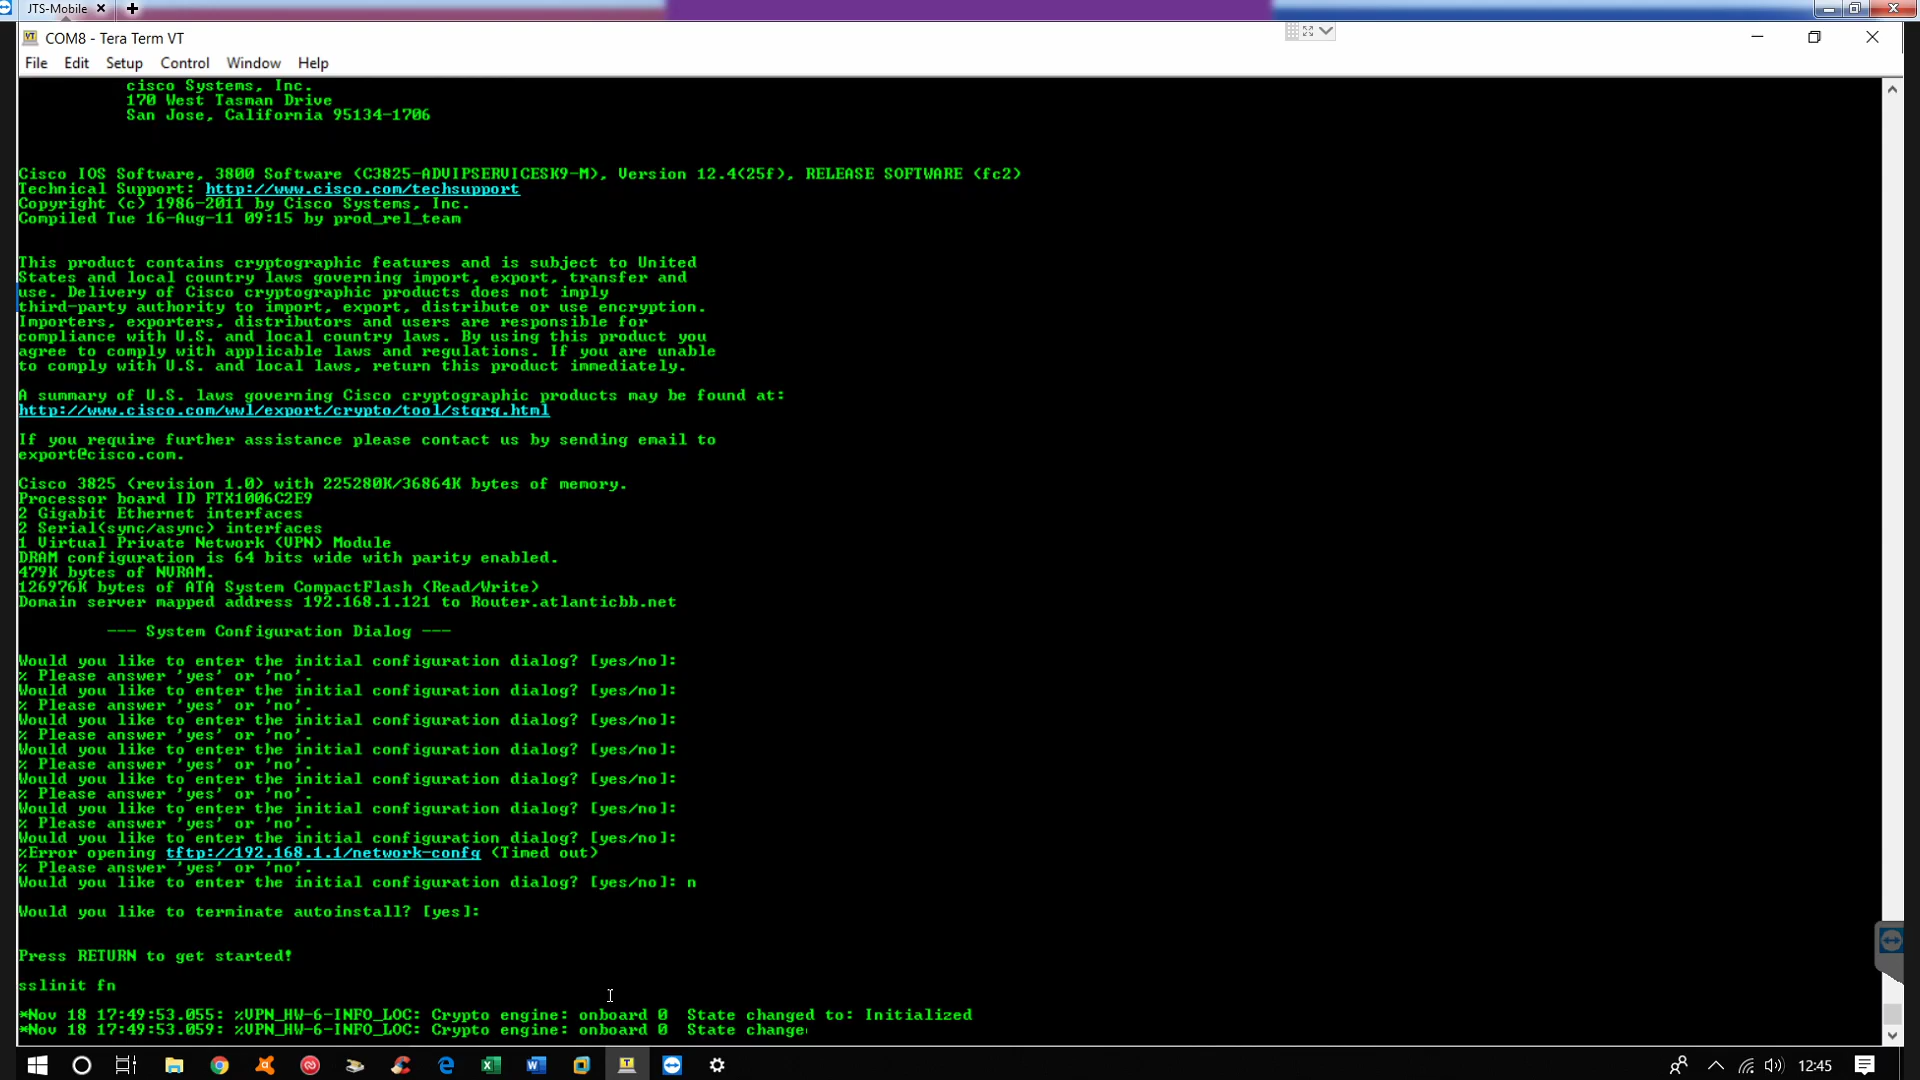 JTS-Mobile
COM8 - Tera Term VT
File Edit Setup Control Window Help
cisco Systems, Inc.
170 West Tasman Drive
San Jose, California 95134-1706
Cisco IOS Software, 3800 Software (C3825-ADVIPSERVICESK9-M), Version 12.4(25f), RELEASE SOFTWARE (fc2)
Technical Support: http://www.cisco.com/techsupport
Copyright (c) 1986-2011 by Cisco Systems, Inc.
Compiled Tue 16-Aug-11 09:15 by prod_rel_team
This product contains cryptographic features and is subject to United
States and local country laws governing import, export, transfer and
use. Delivery of Cisco cryptographic products does not imply
third-party authority to import, export, distribute or use encryption.
Importers, exporters, distributors and users are responsible for
compliance with U.S. and local country laws. By using this product you
agree to comply with applicable laws and regulations. If you are unable
to comply with U.S. and local laws, return this product immediately.
A summary of U.S. laws governing Cisco cryptographic products may be found at:
http://www.cisco.com/wwl/export/crypto/tool/stqrg.html
If you require further assistance please contact us by sending email to
export@cisco.com.
Cisco 3825 (revision 1.0) with 225280K/36864K bytes of memory.
Processor board ID FTX1006C2E9
2 Gigabit Ethernet interfaces
2 Serial(sync/async) interfaces
1 Virtual Private Network (VPN) Module
DRAM configuration is 64 bits wide with parity enabled.
479K bytes of NVRAM.
126976K bytes of ATA System CompactFlash (Read/Write)
Domain server mapped address 192.168.1.121 to Router.atlanticbb.net
--- System Configuration Dialog ---
Would you like to enter the initial configuration dialog? [yes/no]:
% Please answer 'yes' or 'no'.
Would you like to enter the initial configuration dialog? [yes/no]:
% Please answer 'yes' or 'no'.
Would you like to enter the initial configuration dialog? [yes/no]:
% Please answer 'yes' or 'no'.
Would you like to enter the initial configuration dialog? [yes/no]:
% Please answer 'yes' or 'no'.
Would you like to enter the initial configuration dialog? [yes/no]:
% Please answer 'yes' or 'no'.
Would you like to enter the initial configuration dialog? [yes/no]:
% Please answer 'yes' or 'no'.
Would you like to enter the initial configuration dialog? [yes/no]:
%Error opening tftp://192.168.1.1/network-confg (Timed out)
% Please answer 'yes' or 'no'.
Would you like to enter the initial configuration dialog? [yes/no]: n
Would you like to terminate autoinstall? [yes]:
Press RETURN to get started!
sslinit fn
*Nov 18 17:49:53.055: %VPN_HW-6-INFO_LOC: Crypto engine: onboard 0 State changed to: Initialized
*Nov 18 17:49:53.059: %VPN_HW-6-INFO_LOC: Crypto engine: onboard 0 State change
12:45